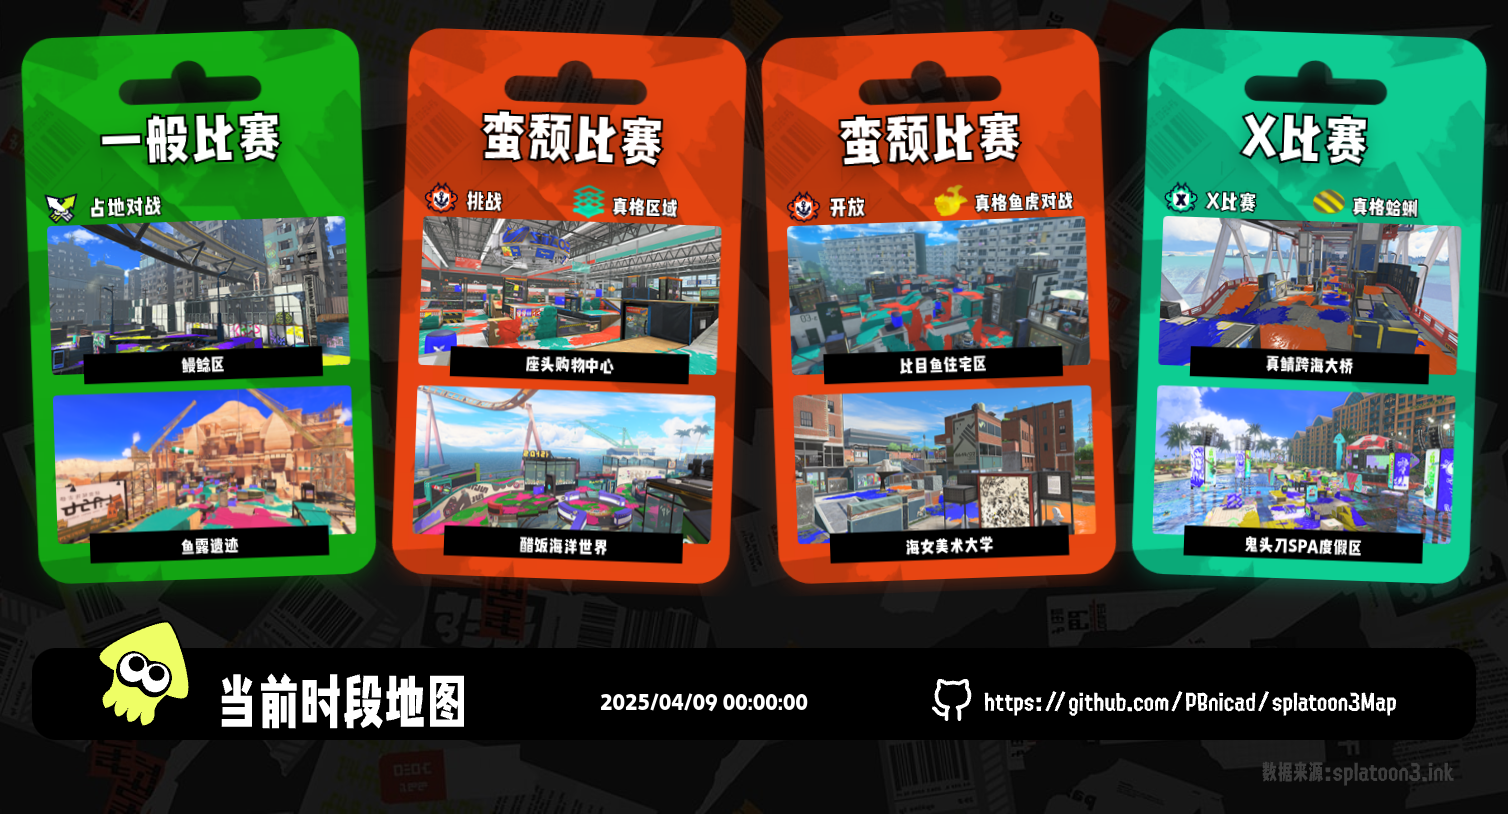 一般比赛
占地对战
鳗鲶区
鱼露遗迹
蛮颓比赛
挑战
真格区域
座头购物中心
醋饭海洋世界
蛮颓比赛
开放
真格鱼虎对战
比目鱼住宅区
海女美术大学
X比赛
X比赛
真格蛤蜊
真鲭跨海大桥
鬼头刀SPA度假区
当前时段地图
2025/04/09 00:00:00
https://github.com/PBnicad/splatoon3Map
数据来源:splatoon3.ink